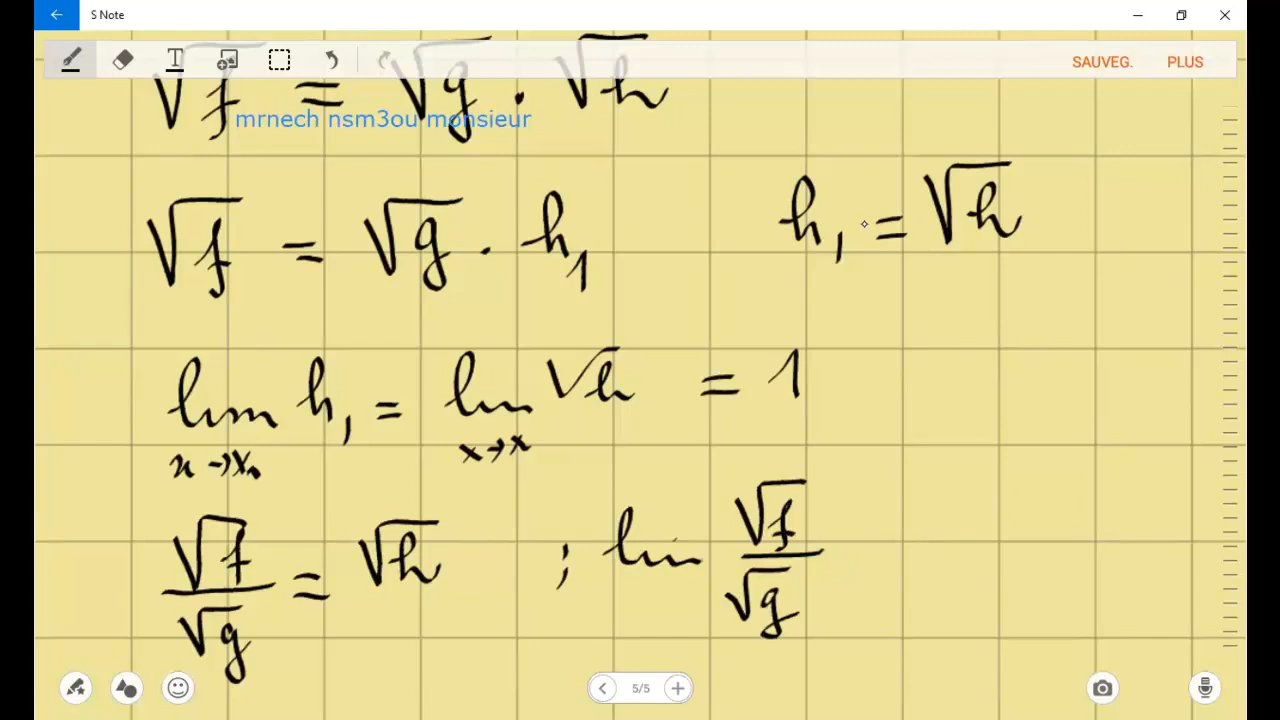 S Note
SAUVEG. PLUS
√f = √g · √h
mrnech nsm3ou monsieur
√f = √g · h₁ h₁ = √h
lim h₁ = lim √h = 1
x→x₀ x→x
√f/√g = √h ; lim √f/√g
5/5